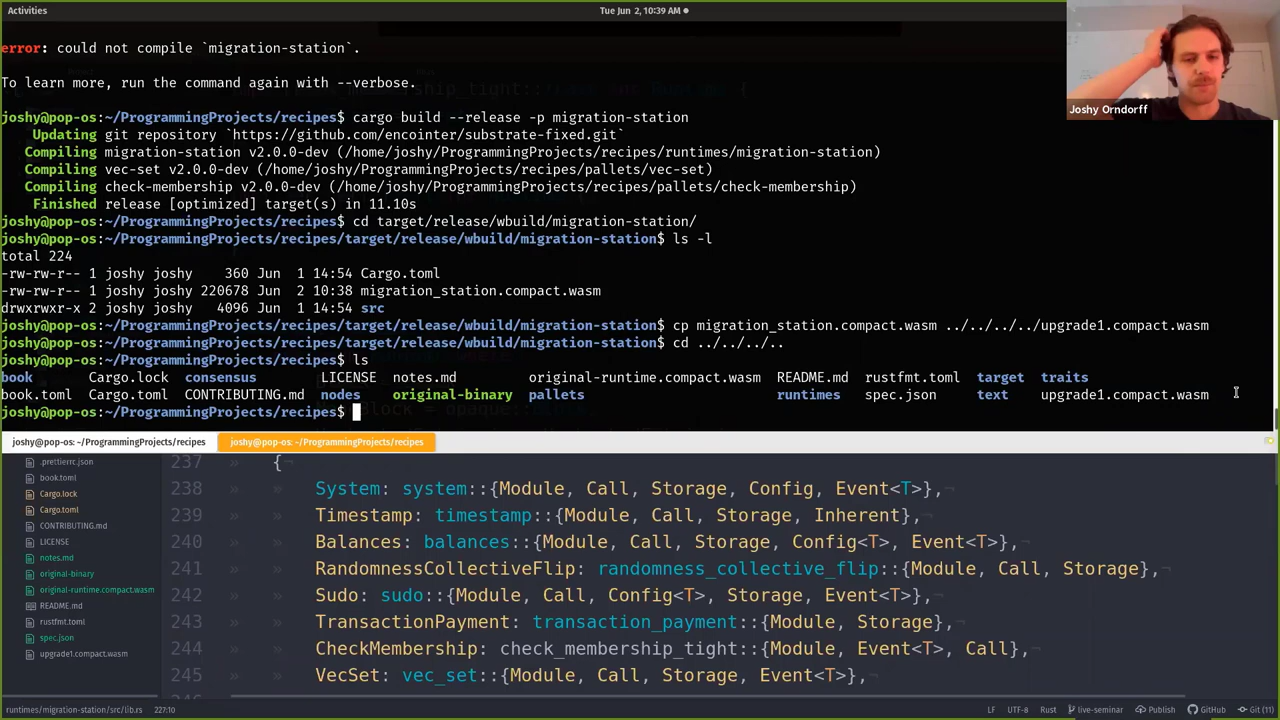 Activities
Tue Jun 2, 10:39 AM
error: could not compile `migration-station`.
To learn more, run the command again with --verbose.
Joshy Orndorff
joshy@pop-os:~/ProgrammingProjects/recipes$ cargo build --release -p migration-station
Updating git repository `https://github.com/encointer/substrate-fixed.git`
Compiling migration-station v2.0.0-dev (/home/joshy/ProgrammingProjects/recipes/runtimes/migration-station)
Compiling vec-set v2.0.0-dev (/home/joshy/ProgrammingProjects/recipes/pallets/vec-set)
Compiling check-membership v2.0.0-dev (/home/joshy/ProgrammingProjects/recipes/pallets/check-membership)
Finished release [optimized] target(s) in 11.10s
joshy@pop-os:~/ProgrammingProjects/recipes$ cd target/release/wbuild/migration-station/
joshy@pop-os:~/ProgrammingProjects/recipes/target/release/wbuild/migration-station$ ls -l
total 224
-rw-rw-r-- 1 joshy joshy 360 Jun 1 14:54 Cargo.toml
-rw-rw-r-- 1 joshy joshy 220678 Jun 2 10:38 migration_station.compact.wasm
drwxrwxr-x 2 joshy joshy 4096 Jun 1 14:54 src
joshy@pop-os:~/ProgrammingProjects/recipes/target/release/wbuild/migration-station$ cp migration_station.compact.wasm ../../../../upgrade1.compact.wasm
joshy@pop-os:~/ProgrammingProjects/recipes/target/release/wbuild/migration-station$ cd ../../../..
joshy@pop-os:~/ProgrammingProjects/recipes$ ls
book Cargo.lock consensus LICENSE notes.md original-runtime.compact.wasm README.md rustfmt.toml target traits
book.toml Cargo.toml CONTRIBUTING.md nodes original-binary pallets runtimes spec.json text upgrade1.compact.wasm
joshy@pop-os:~/ProgrammingProjects/recipes$
joshy@pop-os: ~/ProgrammingProjects/recipes
joshy@pop-os: ~/ProgrammingProjects/recipes
.prettierrc.json
book.toml
Cargo.lock
Cargo.toml
CONTRIBUTING.md
LICENSE
notes.md
original-binary
original-runtime.compact.wasm
README.md
rustfmt.toml
spec.json
upgrade1.compact.wasm
237 » {¬
238 » » System: system::{Module, Call, Storage, Config, Event<T>},¬
239 » » Timestamp: timestamp::{Module, Call, Storage, Inherent},¬
240 » » Balances: balances::{Module, Call, Storage, Config<T>, Event<T>},¬
241 » » RandomnessCollectiveFlip: randomness_collective_flip::{Module, Call, Storage},¬
242 » » Sudo: sudo::{Module, Call, Config<T>, Storage, Event<T>},¬
243 » » TransactionPayment: transaction_payment::{Module, Storage},¬
244 » » CheckMembership: check_membership_tight::{Module, Event<T>, Call},¬
245 » » VecSet: vec_set::{Module, Call, Storage, Event<T>},¬
runtimes/migration-station/src/lib.rs 227:10
LF UTF-8 Rust live-seminar Publish GitHub Git (11)